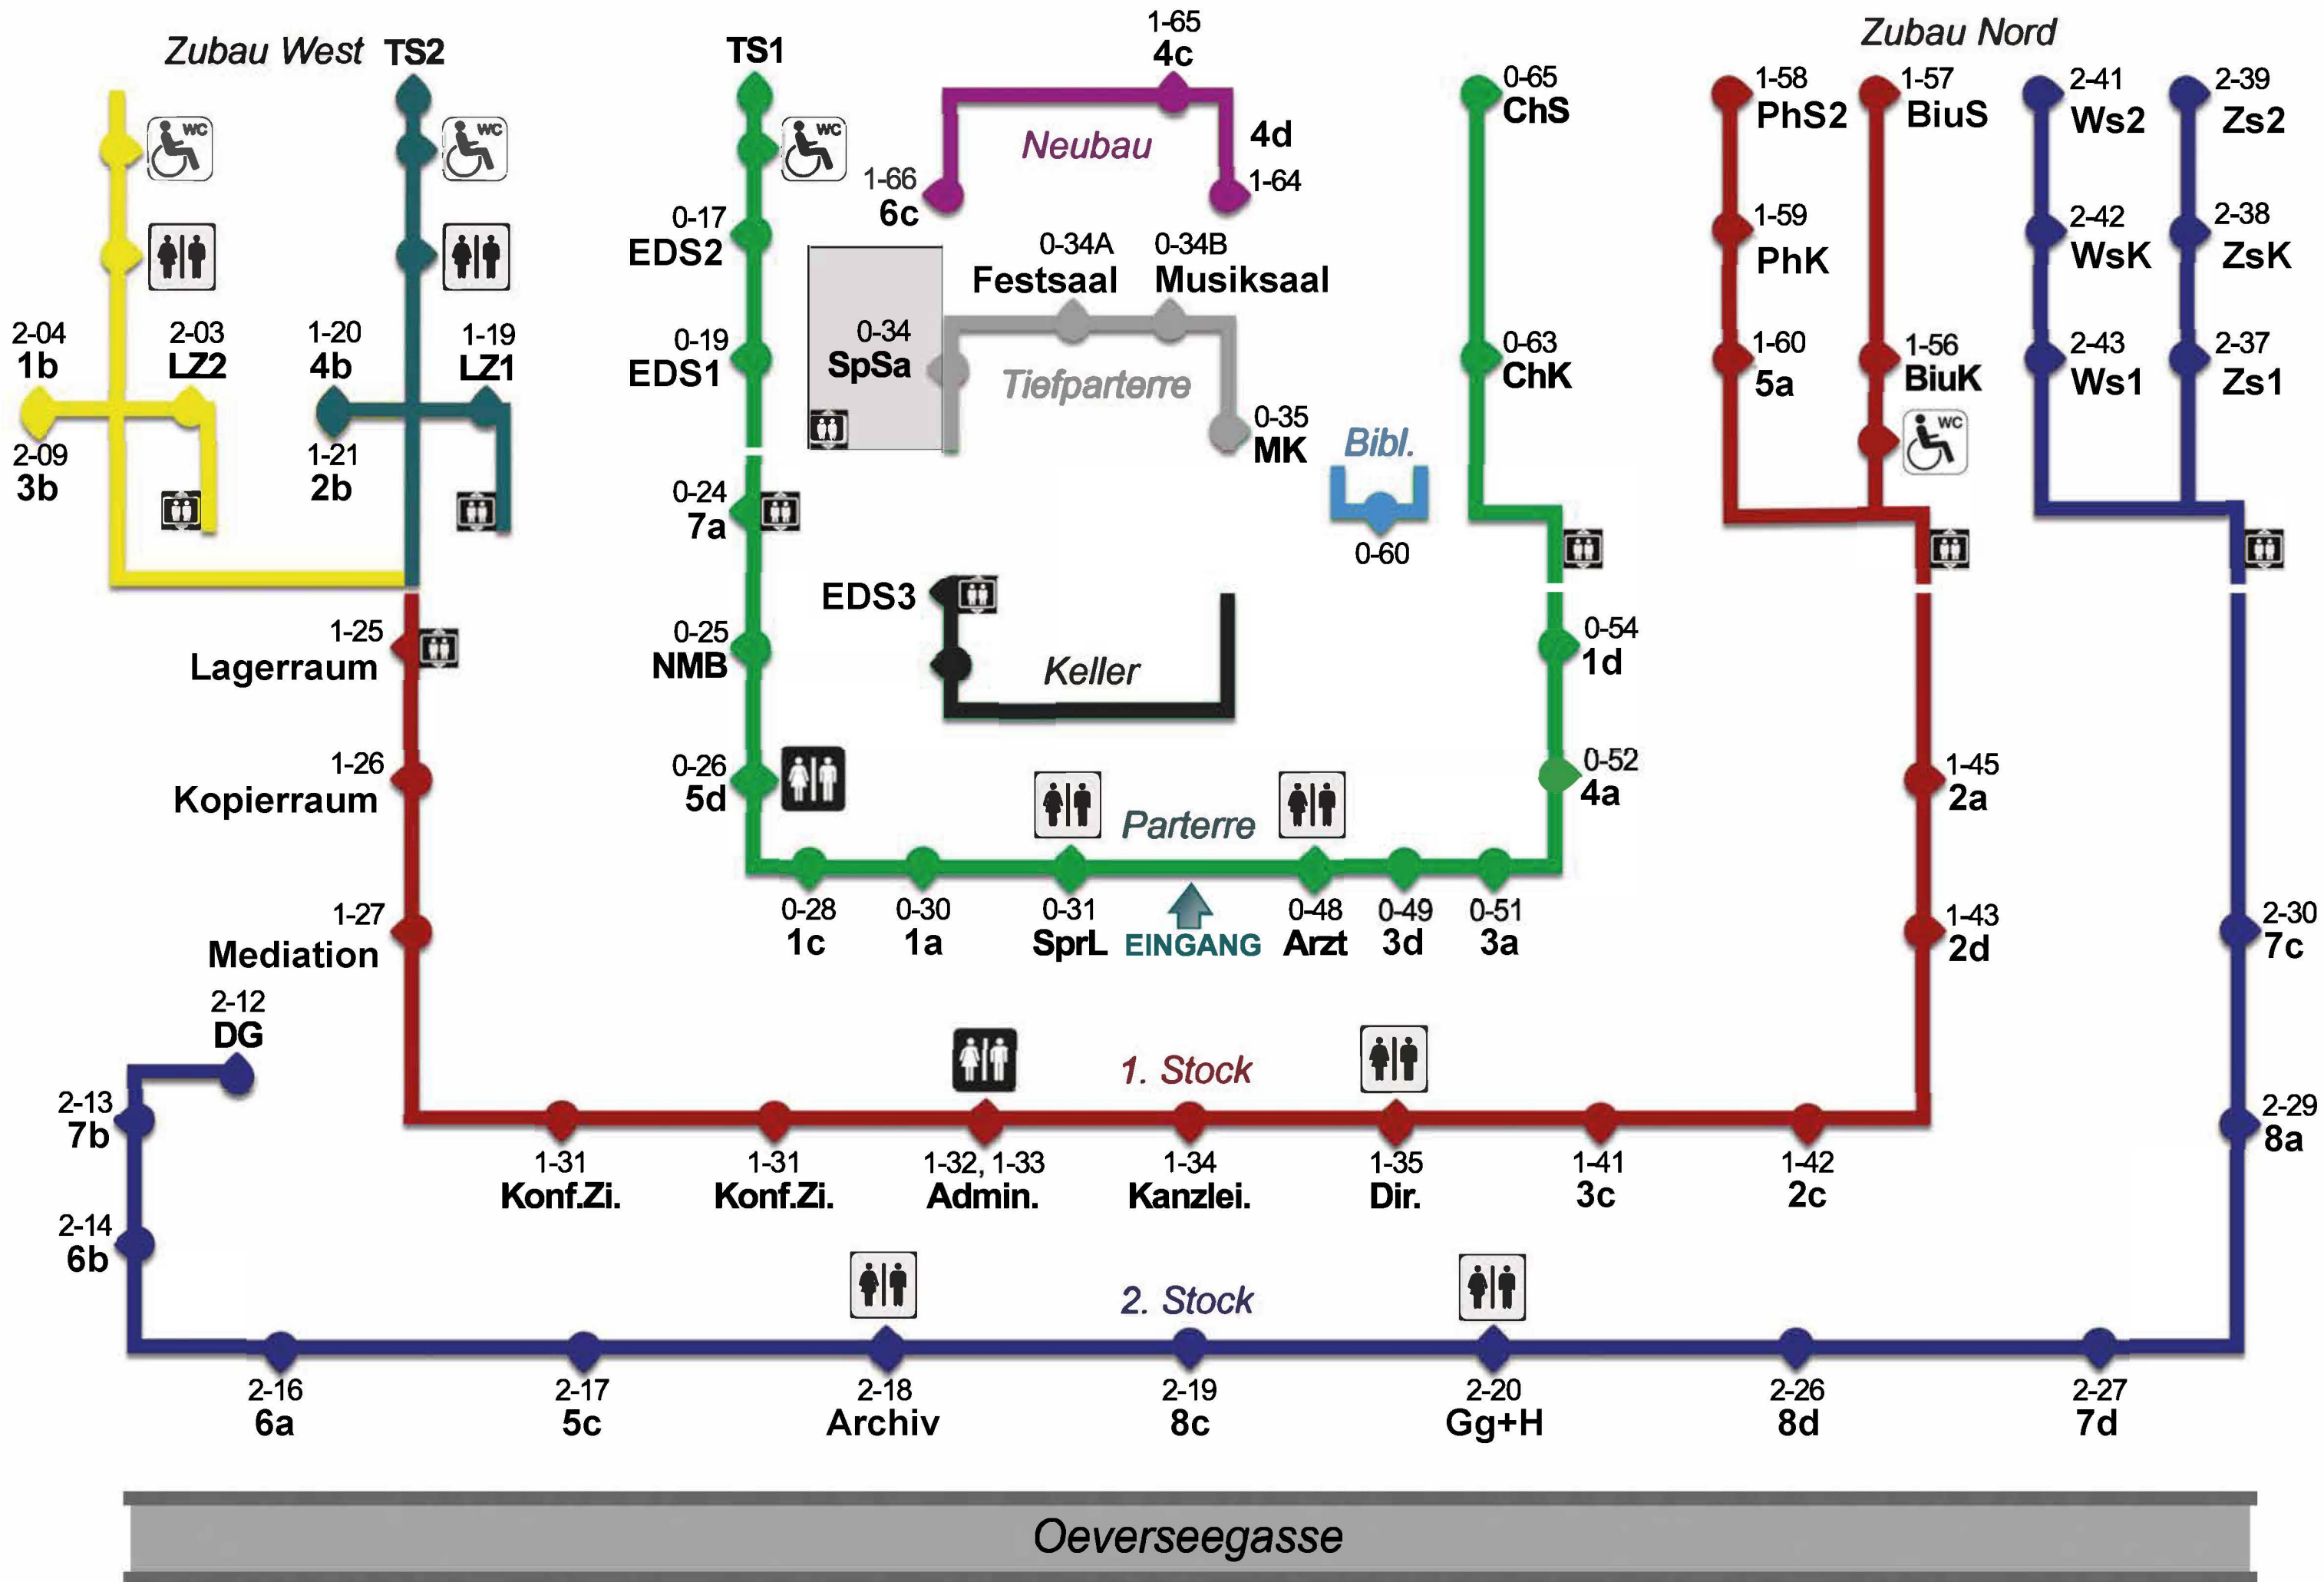 Zubau West
TS2
WC
WC
2-04
1b
2-03
LZ2
1-20
4b
1-19
LZ1
2-09
3b
1-21
2b
TS1
WC
0-17
EDS2
0-19
EDS1
0-24
7a
0-25
NMB
0-26
5d
1-65
4c
Neubau
4d
1-64
1-66
6c
0-34A
Festsaal
0-34B
Musiksaal
0-34
SpSa
Tiefparterre
0-35
MK
Bibl.
0-60
EDS3
Keller
0-65
ChS
0-63
ChK
0-54
1d
0-52
4a
Parterre
0-28
1c
0-30
1a
0-31
SprL
EINGANG
0-48
Arzt
0-49
3d
0-51
3a
Zubau Nord
1-58
PhS2
1-57
BiuS
2-41
Ws2
2-39
Zs2
1-59
PhK
2-42
WsK
2-38
ZsK
1-60
5a
1-56
BiuK
2-43
Ws1
2-37
Zs1
WC
1-25
Lagerraum
1-26
Kopierraum
1-27
Mediation
1-45
2a
1-43
2d
2-30
7c
2-29
8a
2-12
DG
2-13
7b
2-14
6b
1. Stock
1-31
Konf.Zi.
1-31
Konf.Zi.
1-32, 1-33
Admin.
1-34
Kanzlei.
1-35
Dir.
1-41
3c
1-42
2c
2. Stock
2-16
6a
2-17
5c
2-18
Archiv
2-19
8c
2-20
Gg+H
2-26
8d
2-27
7d
Oeverseegasse